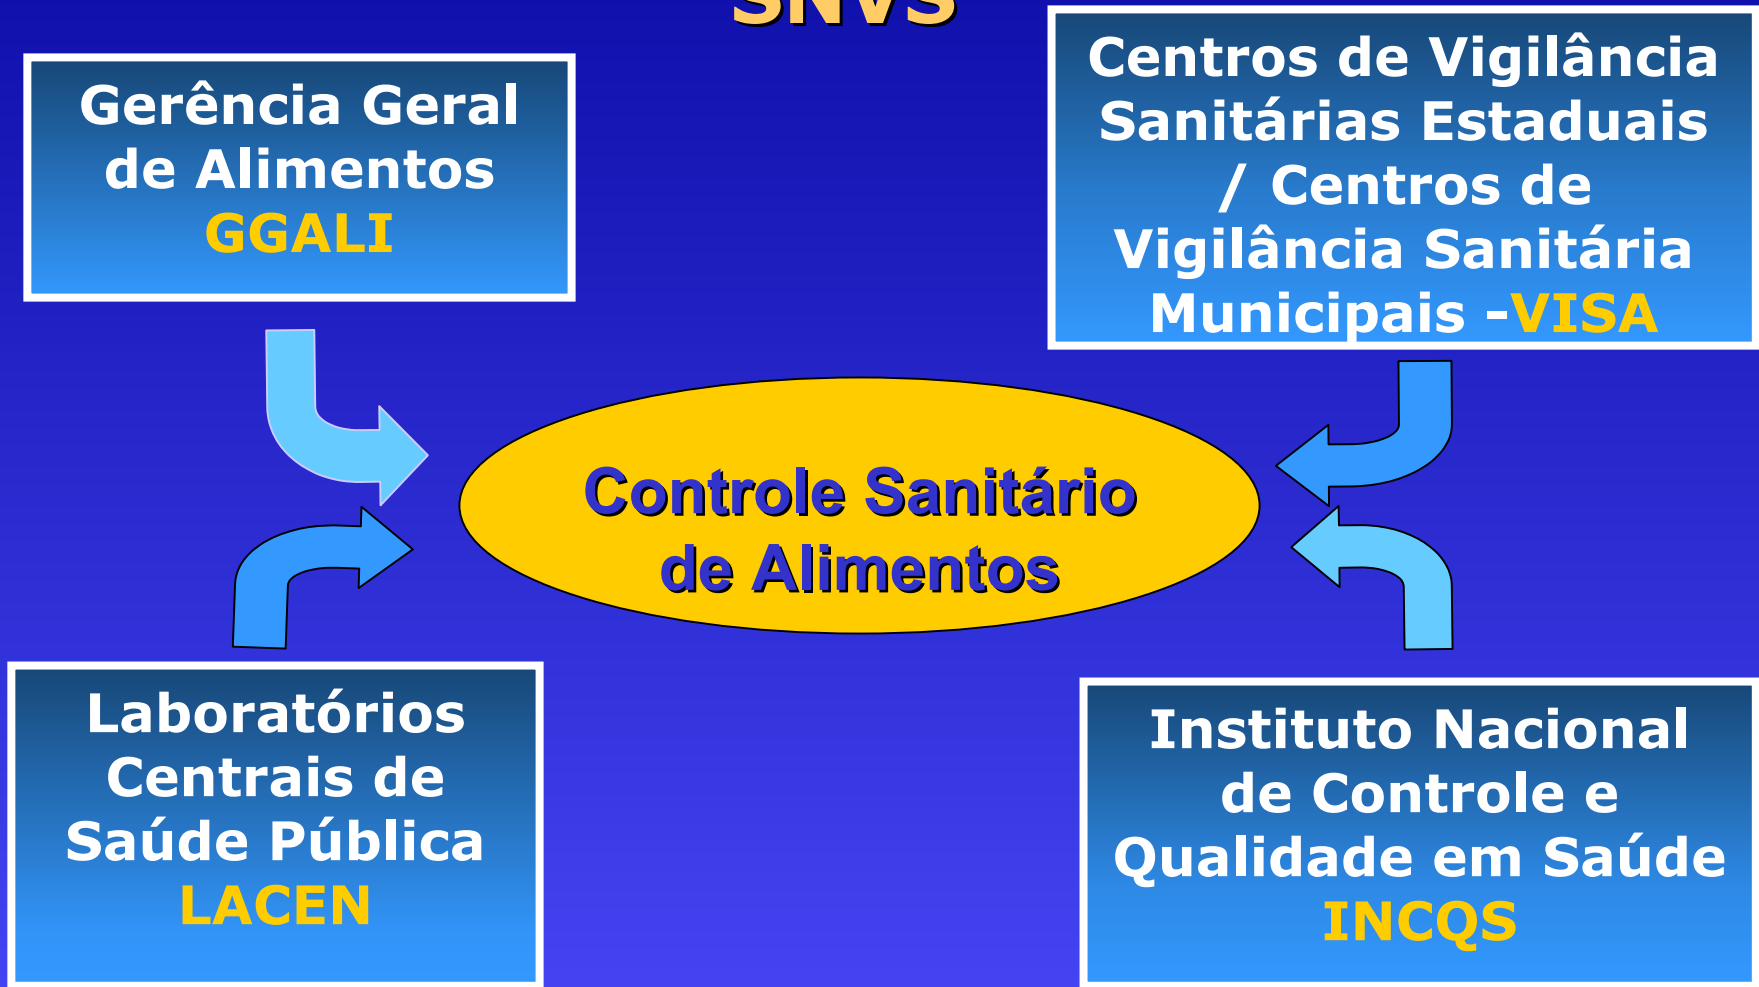 SNVS
Gerência Geral
de Alimentos
GGALI
Centros de Vigilância
Sanitárias Estaduais
/ Centros de
Vigilância Sanitária
Municipais -VISA
Controle Sanitário
de Alimentos
Laboratórios
Centrais de
Saúde Pública
LACEN
Instituto Nacional
de Controle e
Qualidade em Saúde
INCQS